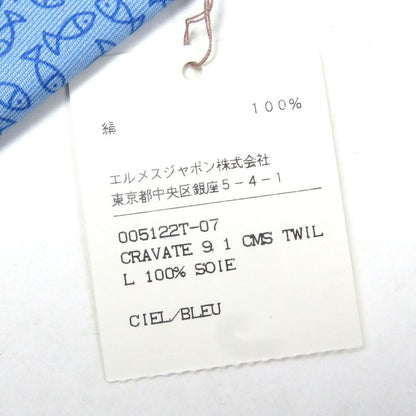 絹 100%
エルメスジャポン株式会社
東京都中央区銀座5-4-1
005122T-07
CRAVATE 9.1 CMS TWIL
L 100% SOIE
CIEL/BLEU